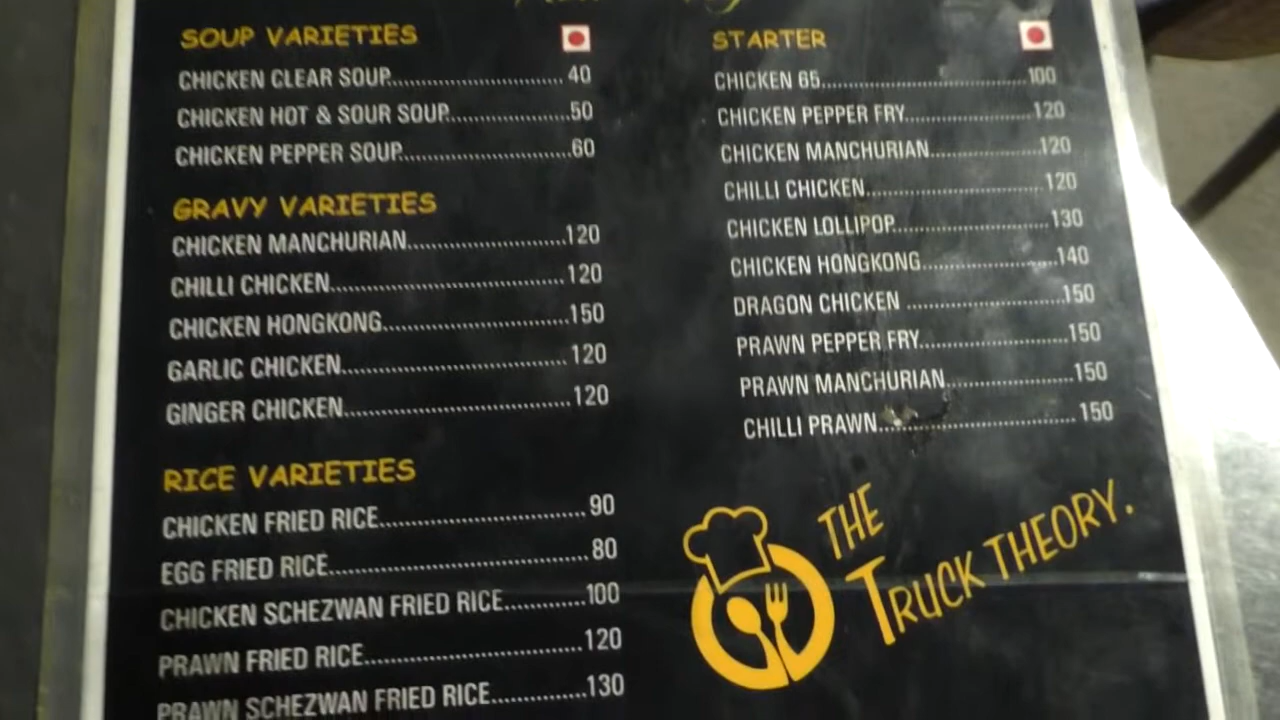 SOUP VARIETIES
CHICKEN CLEAR SOUP.......................... 40
CHICKEN HOT & SOUR SOUP..................50
CHICKEN PEPPER SOUP.........................60
GRAVY VARIETIES
CHICKEN MANCHURIAN.......................120
CHILLI CHICKEN................................... 120
CHICKEN HONGKONG...........................150
GARLIC CHICKEN................................. 120
GINGER CHICKEN.................................120
RICE VARIETIES
CHICKEN FRIED RICE..............................90
EGG FRIED RICE..................................... 80
CHICKEN SCHEZWAN FRIED RICE............100
PRAWN FRIED RICE................................120
PRAWN SCHEZWAN FRIED RICE.............130
STARTER
CHICKEN 65..................................100
CHICKEN PEPPER FRY....................120
CHICKEN MANCHURIAN.................120
CHILLI CHICKEN........................... 120
CHICKEN LOLLIPOP.......................130
CHICKEN HONGKONG....................140
DRAGON CHICKEN .......................150
PRAWN PEPPER FRY......................150
PRAWN MANCHURIAN...................150
CHILLI PRAWN............................. 150
THE
TRUCK THEORY.